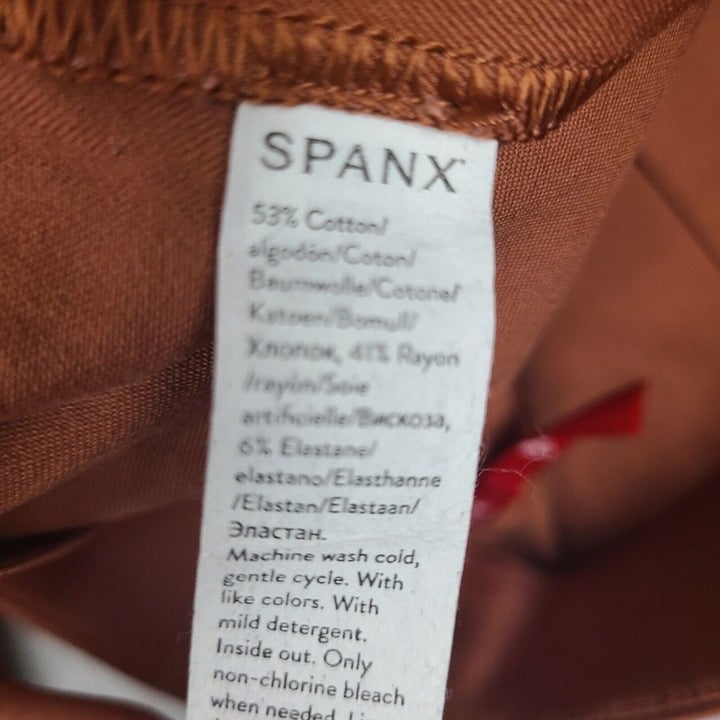 SPANX
53% Cotton/
algodón/Coton/
Baumwolle/Cotone/
Katoen/Bomull/
Хлопок, 41% Rayon
/rayón/Soie
artificielle/Вискоза,
6% Elastane/
elastano/Elasthanne
/Elastan/Elastaan/
Эластан.
Machine wash cold,
gentle cycle. With
like colors. With
mild detergent.
Inside out. Only
non-chlorine bleach
when needed.